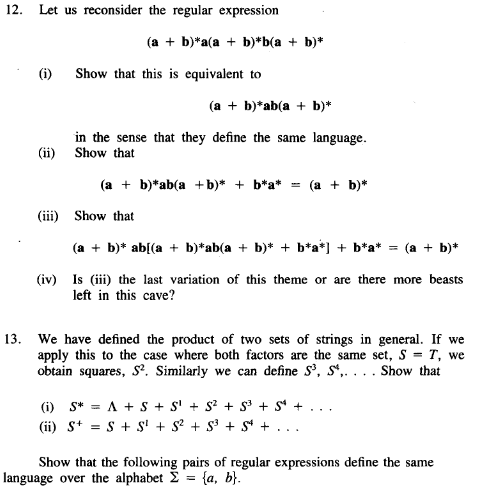 12. Let us reconsider the regular expression
(a + b)*a(a + b)*b(a + b)*
(i) Show that this is equivalent to
(a + b)*ab(a + b)*
in the sense that they define the same language.
(ii) Show that
(a + b)*ab(a +b)* + b*a* = (a + b)*
(iii) Show that
(a + b)* ab[(a + b)*ab(a + b)* + b*a*] + b*a* = (a + b)*
(iv) Is (iii) the last variation of this theme or are there more beasts
left in this cave?
13. We have defined the product of two sets of strings in general. If we
apply this to the case where both factors are the same set, S = T, we
obtain squares, S². Similarly we can define S³, S⁴,. . . . Show that
(i) S* = Λ + S + S¹ + S² + S³ + S⁴ + . . .
(ii) S⁺ = S + S¹ + S² + S³ + S⁴ + . . .
Show that the following pairs of regular expressions define the same
language over the alphabet Σ = {a, b}.